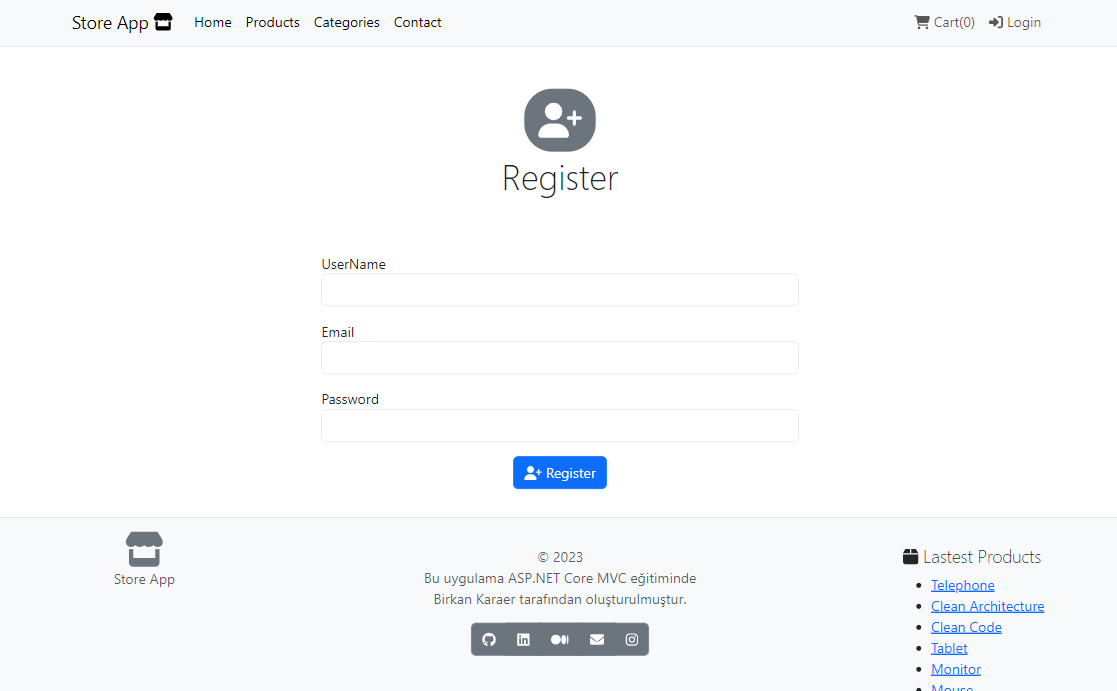 Store App
Home
Products
Categories
Contact
Cart(0)
Login
Register
UserName
Email
Password
Register
Store App
© 2023
Bu uygulama ASP.NET Core MVC eğitiminde
Birkan Karaer tarafından oluşturulmuştur.
Lastest Products
Telephone
Clean Architecture
Clean Code
Tablet
Monitor
Mouse